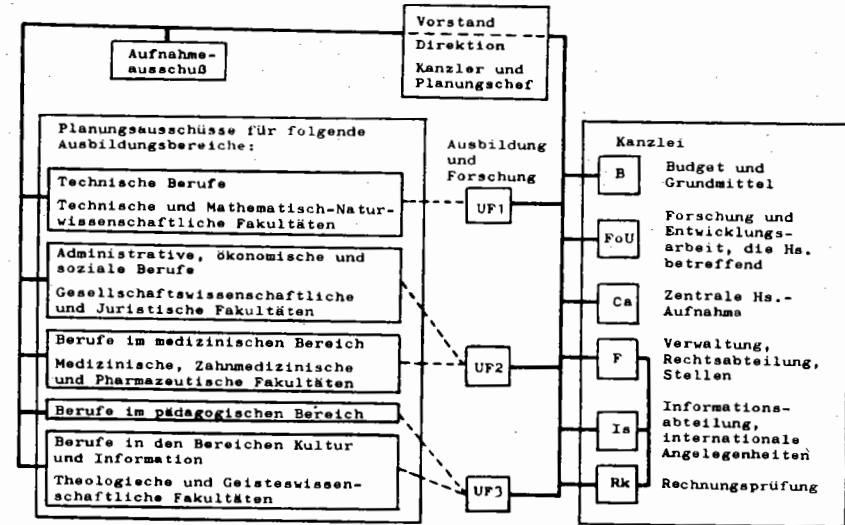 Vorstand
Direktion
Kanzler und
Planungschef
Aufnahme-
ausschuß
Planungsausschüsse für folgende
Ausbildungsbereiche:
Technische Berufe
Technische und Mathematisch-Natur-
wissenschaftliche Fakultäten
Administrative, ökonomische und
soziale Berufe
Gesellschaftswissenschaftliche
und Juristische Fakultäten
Berufe im medizinischen Bereich
Medizinische, Zahnmedizinische
und Pharmazeutische Fakultäten
Berufe im pädagogischen Bereich
Berufe in den Bereichen Kultur
und Information
Theologieche und Geisteswissen-
schaftliche Fakultäten
Ausbildung
und
Forschung
UF1
UF2
UF3
Kanzlei
B
Budget und
Grundmittel
FoU
Forschung und
Entwicklungs-
arbeit, die Hs.
betreffend
Ca
Zentrale Hs.-
Aufnahma
F
Verwaltung,
Rechtsabteilung,
Stellen
Is
Informations-
abteilung,
internationale
Angelegenheiten
Rk
Rechnungsprüfung